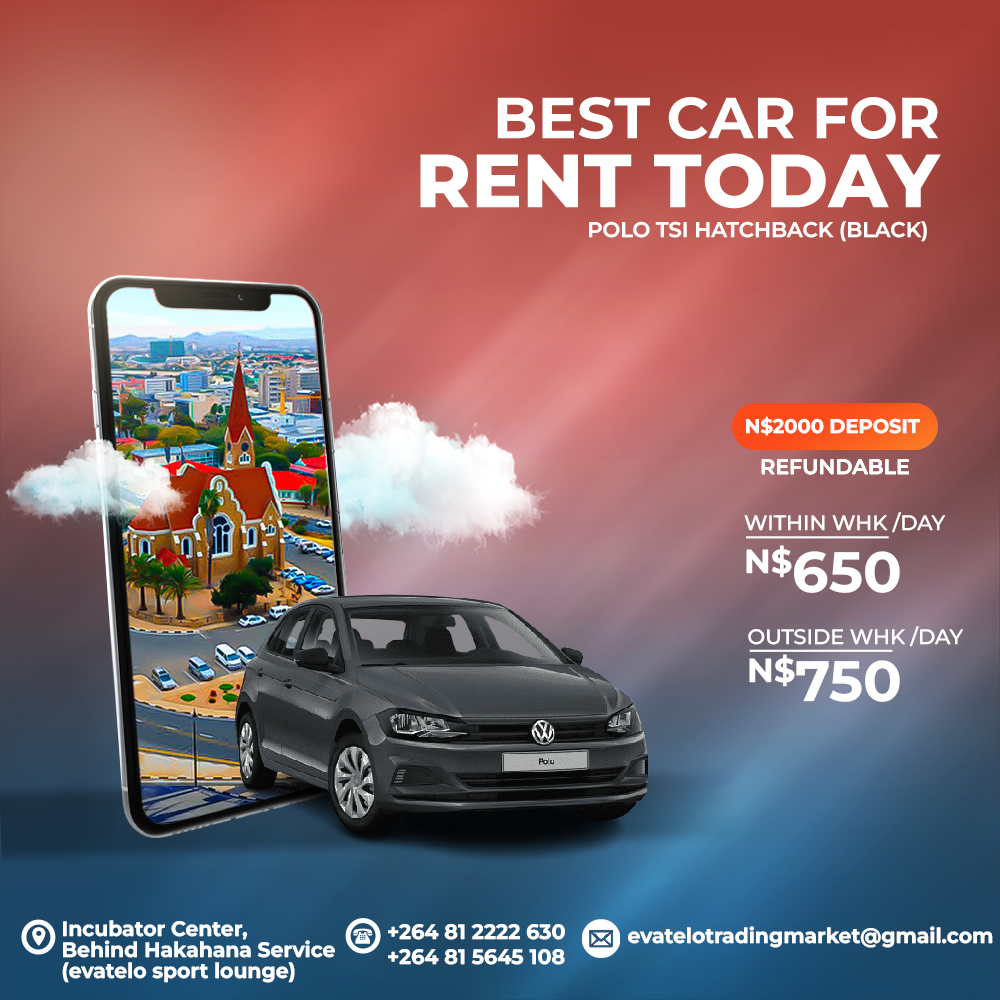 BEST CAR FOR
RENT TODAY
POLO TSI HATCHBACK (BLACK)
N$2000 DEPOSIT
REFUNDABLE
WITHIN WHK /DAY
N$650
OUTSIDE WHK /DAY
N$750
Polo
Incubator Center,
Behind Hakahana Service
(evatelo sport lounge)
+264 81 2222 630
+264 81 5645 108
evatelotradingmarket@gmail.com